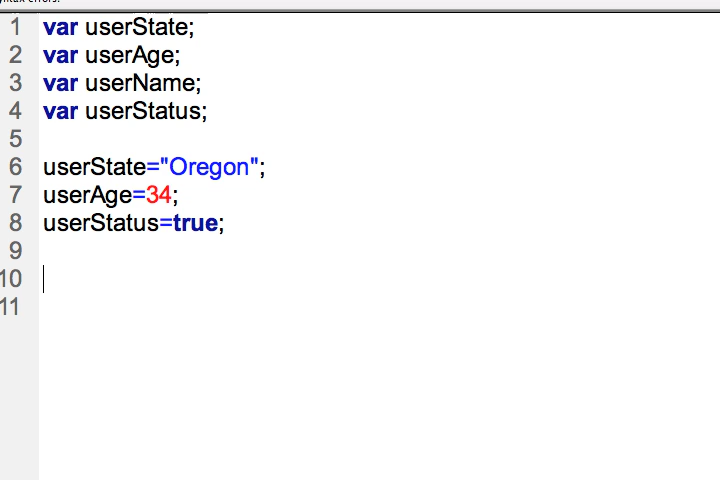 1 var userState;
2 var userAge;
3 var userName;
4 var userStatus;
5
6 userState="Oregon";
7 userAge=34;
8 userStatus=true;
9
10
11